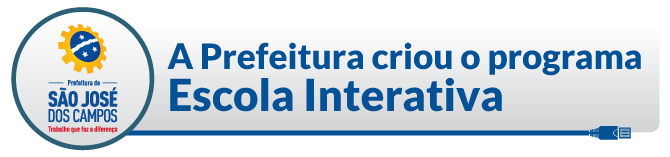 Prefeitura de
SÃO JOSÉ
DOS CAMPOS
Trabalho que faz a diferença
A Prefeitura criou o programa
Escola Interativa